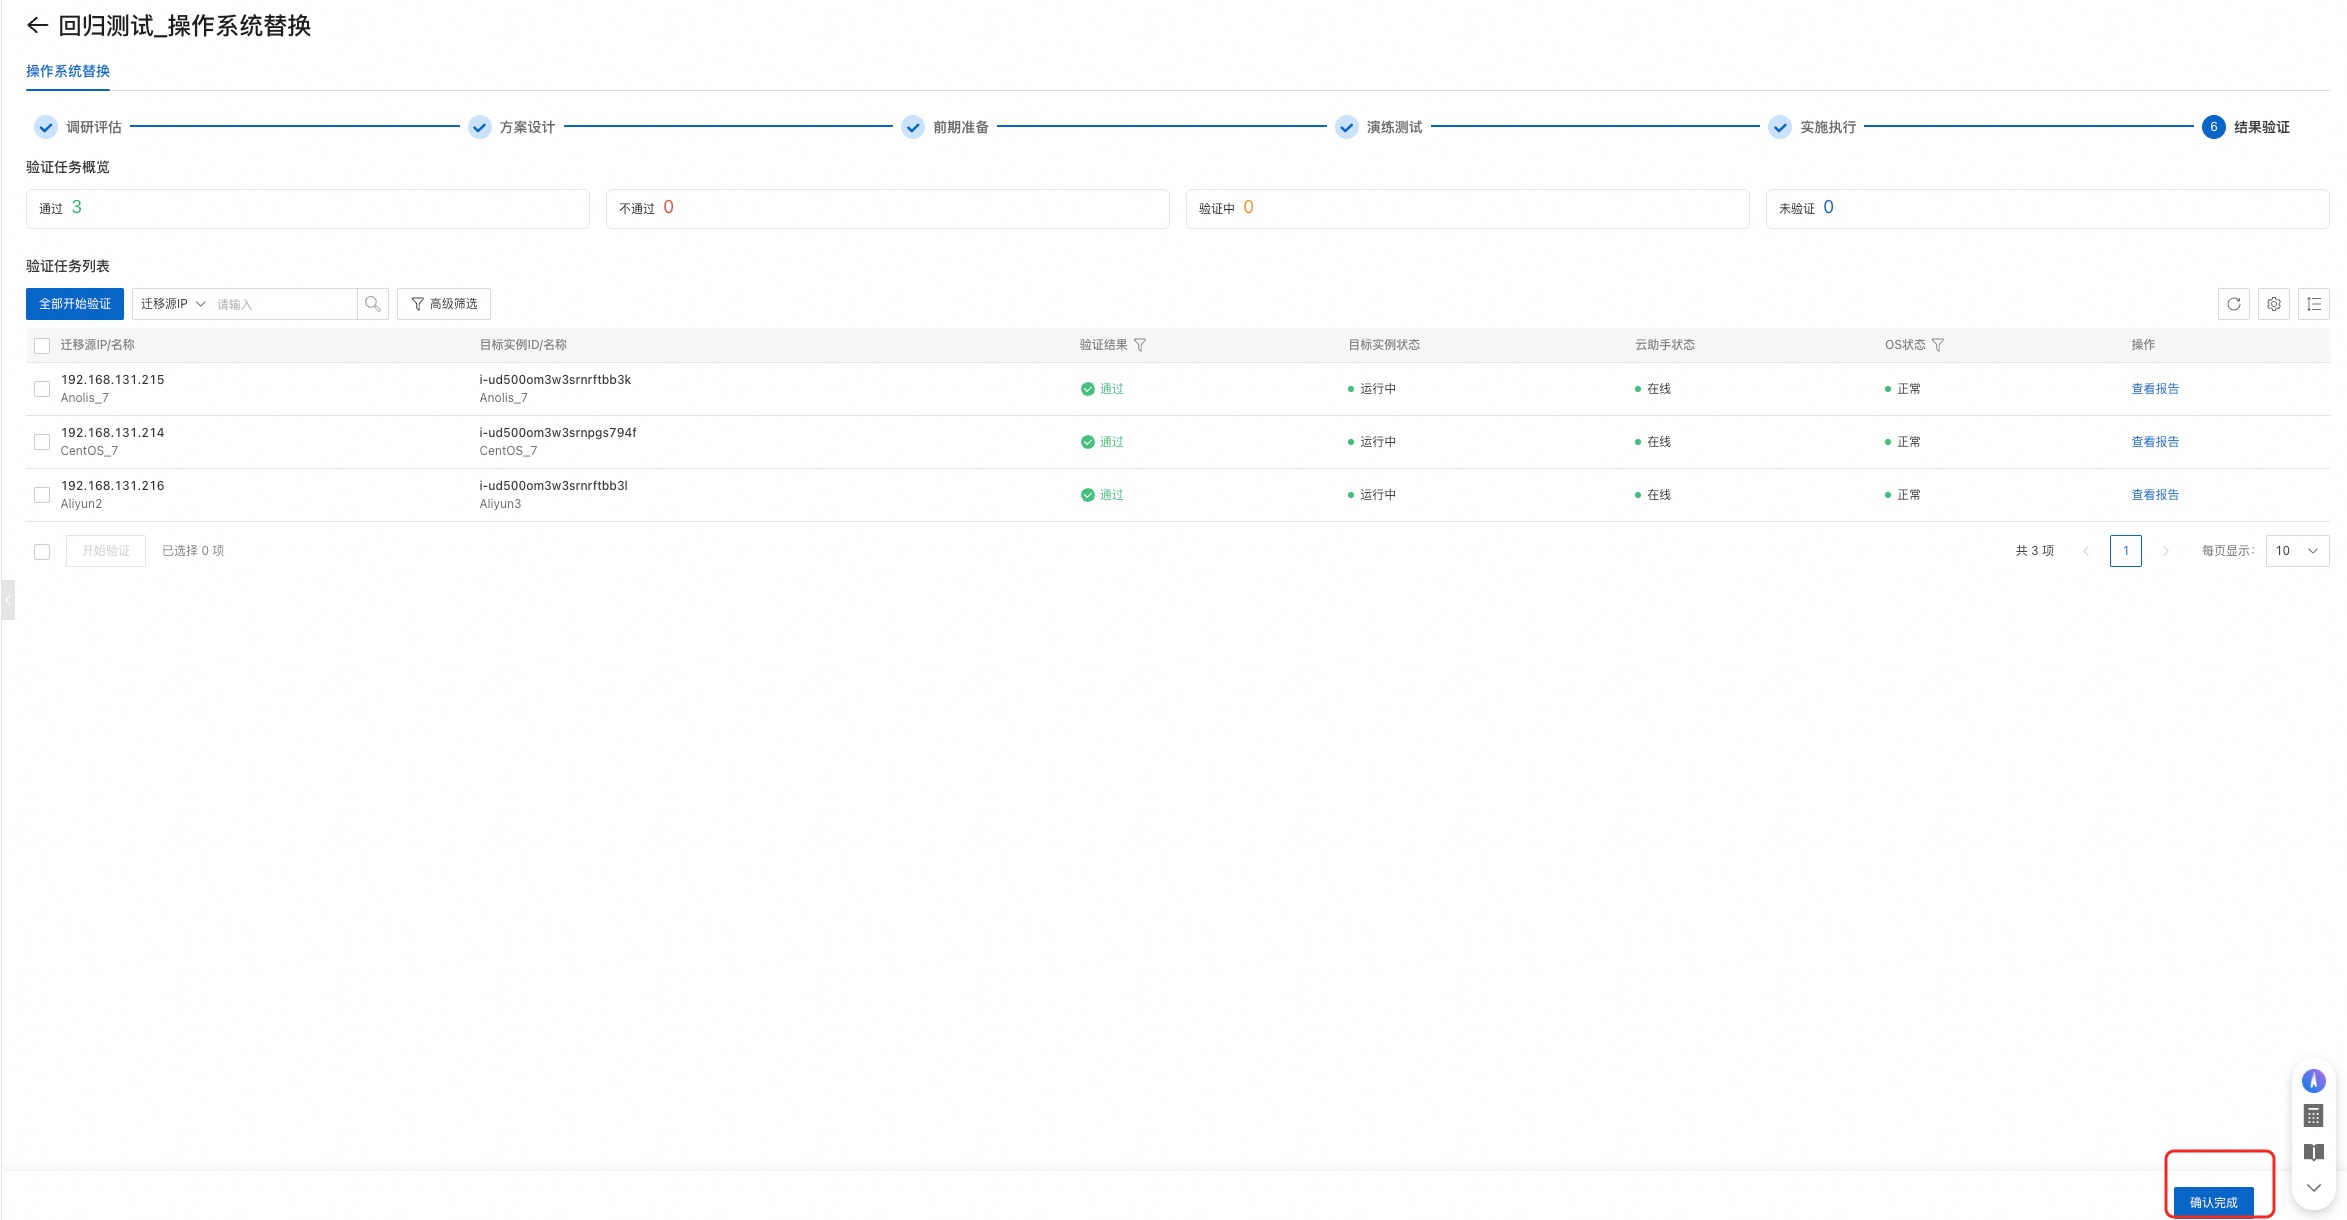 回归测试_操作系统替换
操作系统替换
调研评估 方案设计 前期准备 演练测试 实施执行 6 结果验证
验证任务概览
通过 3 不通过 0 验证中 0 未验证 0
验证任务列表
全部开始验证 迁移源IP 请输入 高级筛选
迁移源IP/名称 目标实例ID/名称 验证结果 目标实例状态 云助手状态 OS状态 操作
192.168.131.215 i-ud500om3w3srnrftbb3k 通过 运行中 在线 正常 查看报告
Anolis_7 Anolis_7
192.168.131.214 i-ud500om3w3srnpgs794f 通过 运行中 在线 正常 查看报告
CentOS_7 CentOS_7
192.168.131.216 i-ud500om3w3srnrftbb3l 通过 运行中 在线 正常 查看报告
Aliyun2 Aliyun3
开始验证 已选择 0 项 共 3 项 1 每页显示: 10
确认完成